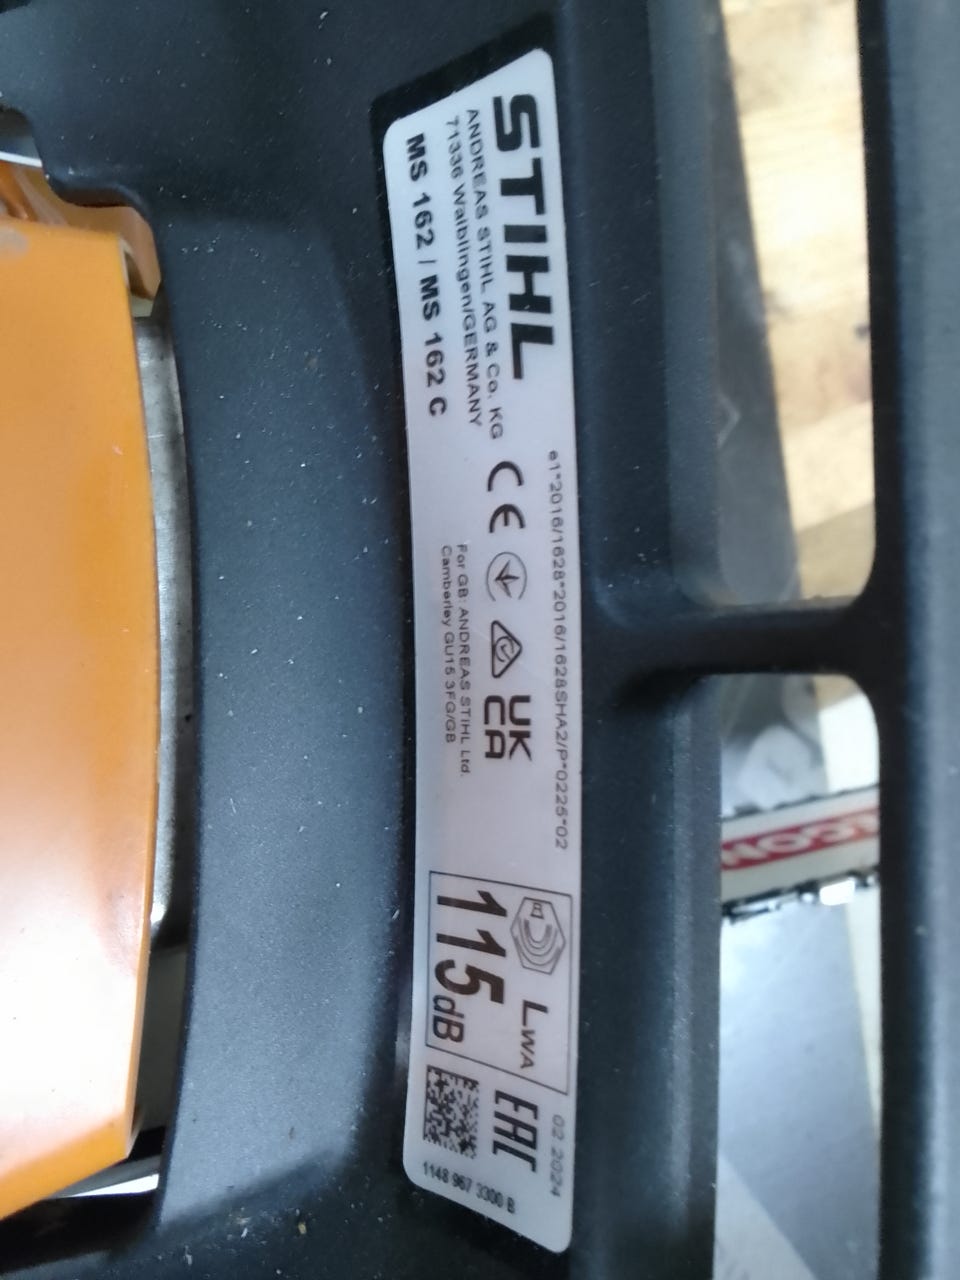 STIHL
ANDREAS STIHL AG & Co. KG
71336 Waiblingen/GERMANY
MS 162 / MS 162 C
e1*2016/1628*2016/1628SHA2/P*0225*02
CE
UK
CA
For GB: ANDREAS STIHL Ltd.
Camberley GU15 3FG/GB
LWA
115dB
EAC
02 2024
1148 967 3300 B